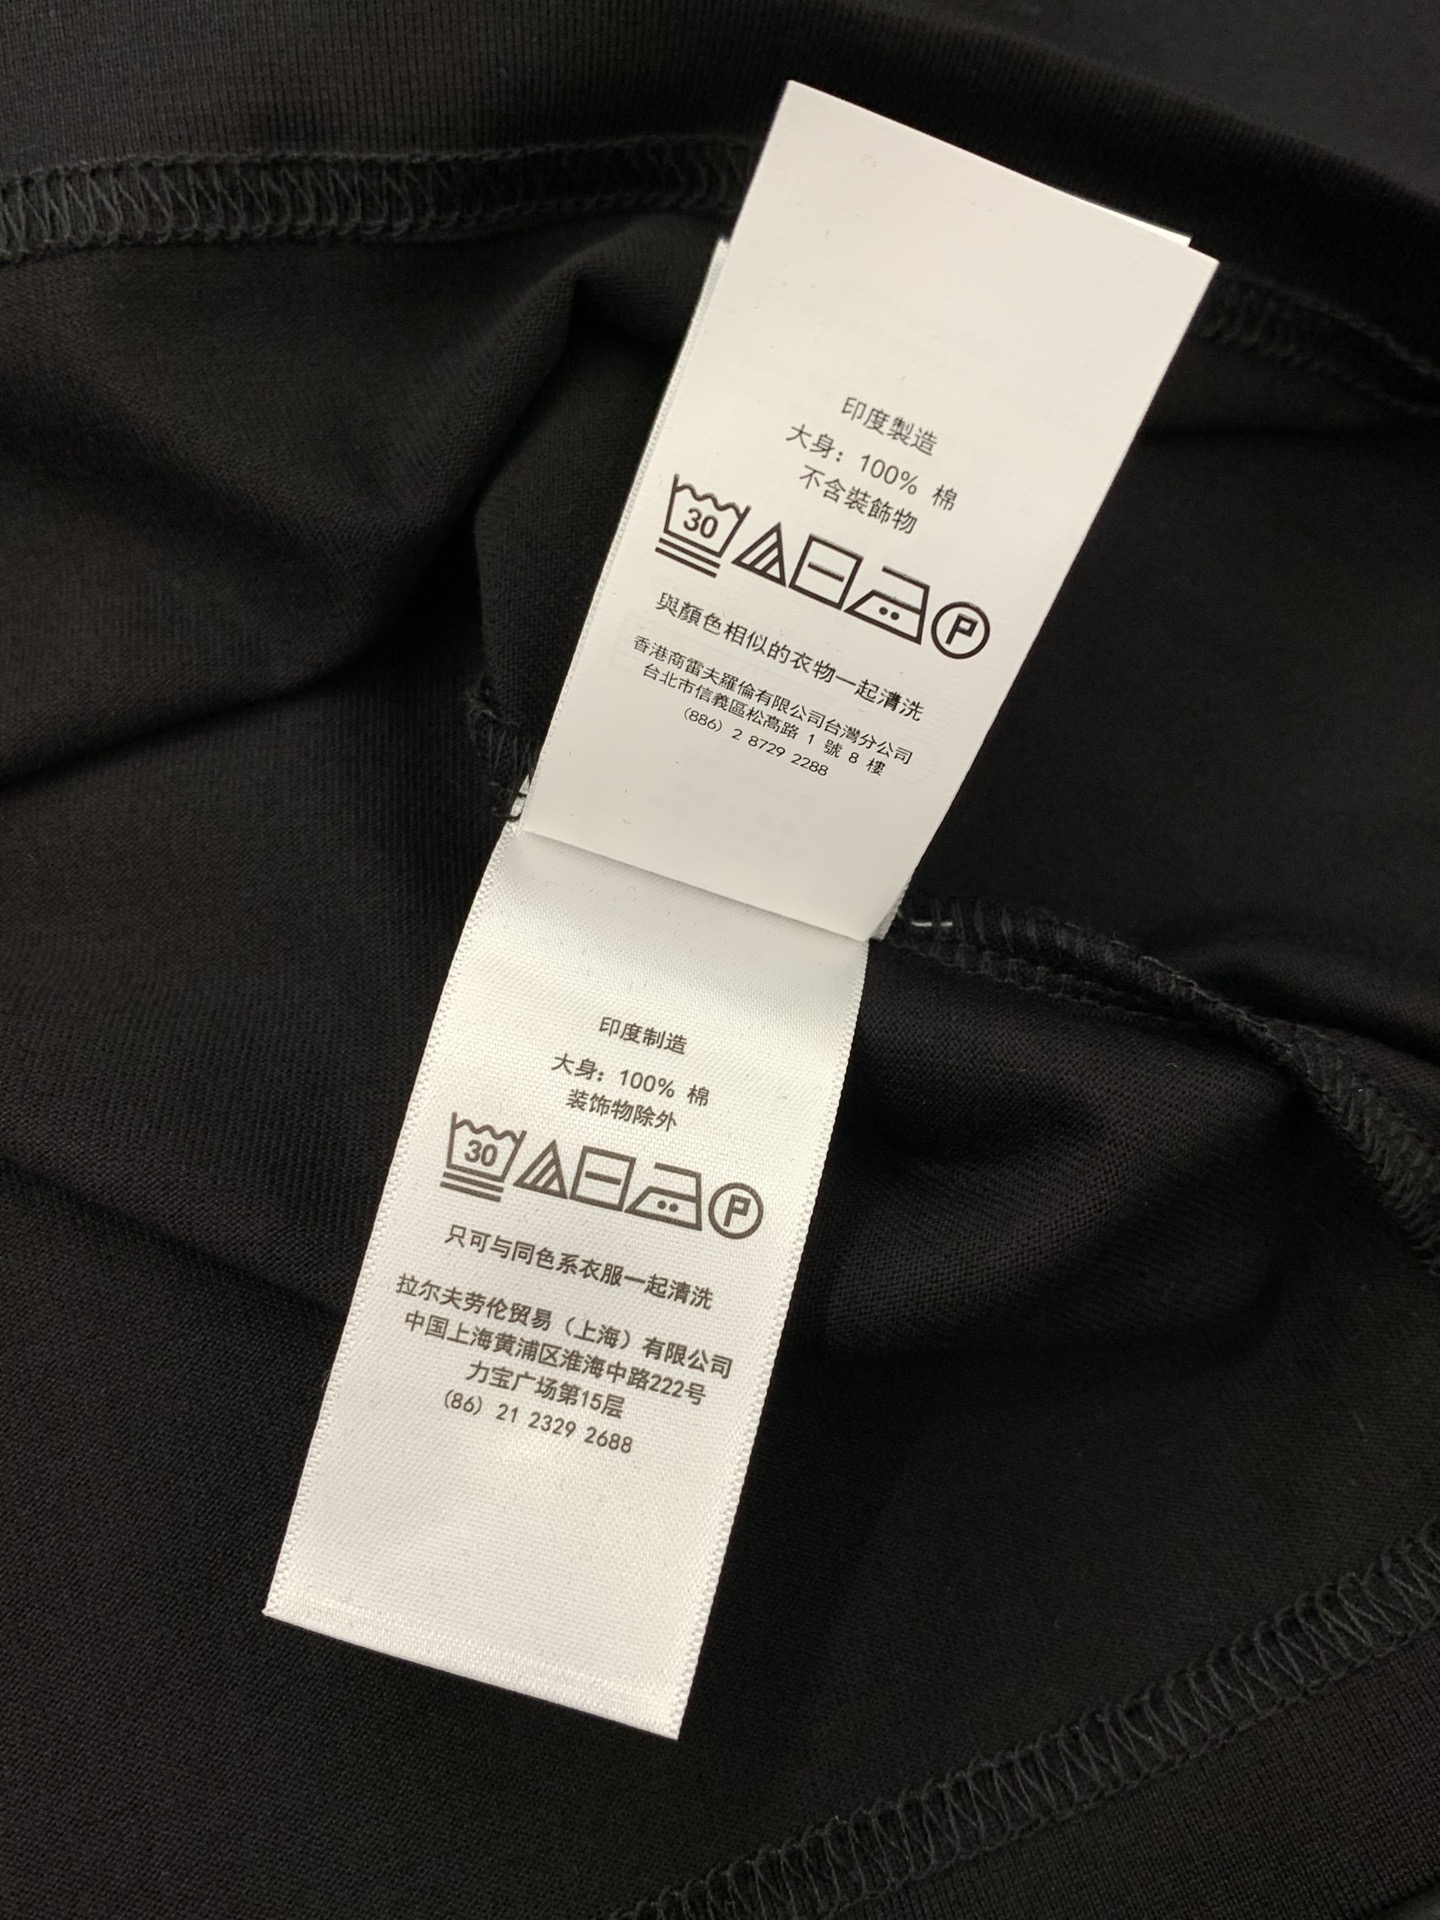 印度製造
大身: 100% 棉
不含裝飾物
30
P
與顏色相似的衣物一起清洗
香港商雷夫羅倫有限公司台灣分公司
台北市信義區松高路 1 號 8 樓
(886) 2 8729 2288
印度制造
大身: 100% 棉
装饰物除外
30
P
只可与同色系衣服一起清洗
拉尔夫劳伦贸易（上海）有限公司
中国上海黄浦区淮海中路222号
力宝广场第15层
(86) 21 2329 2688